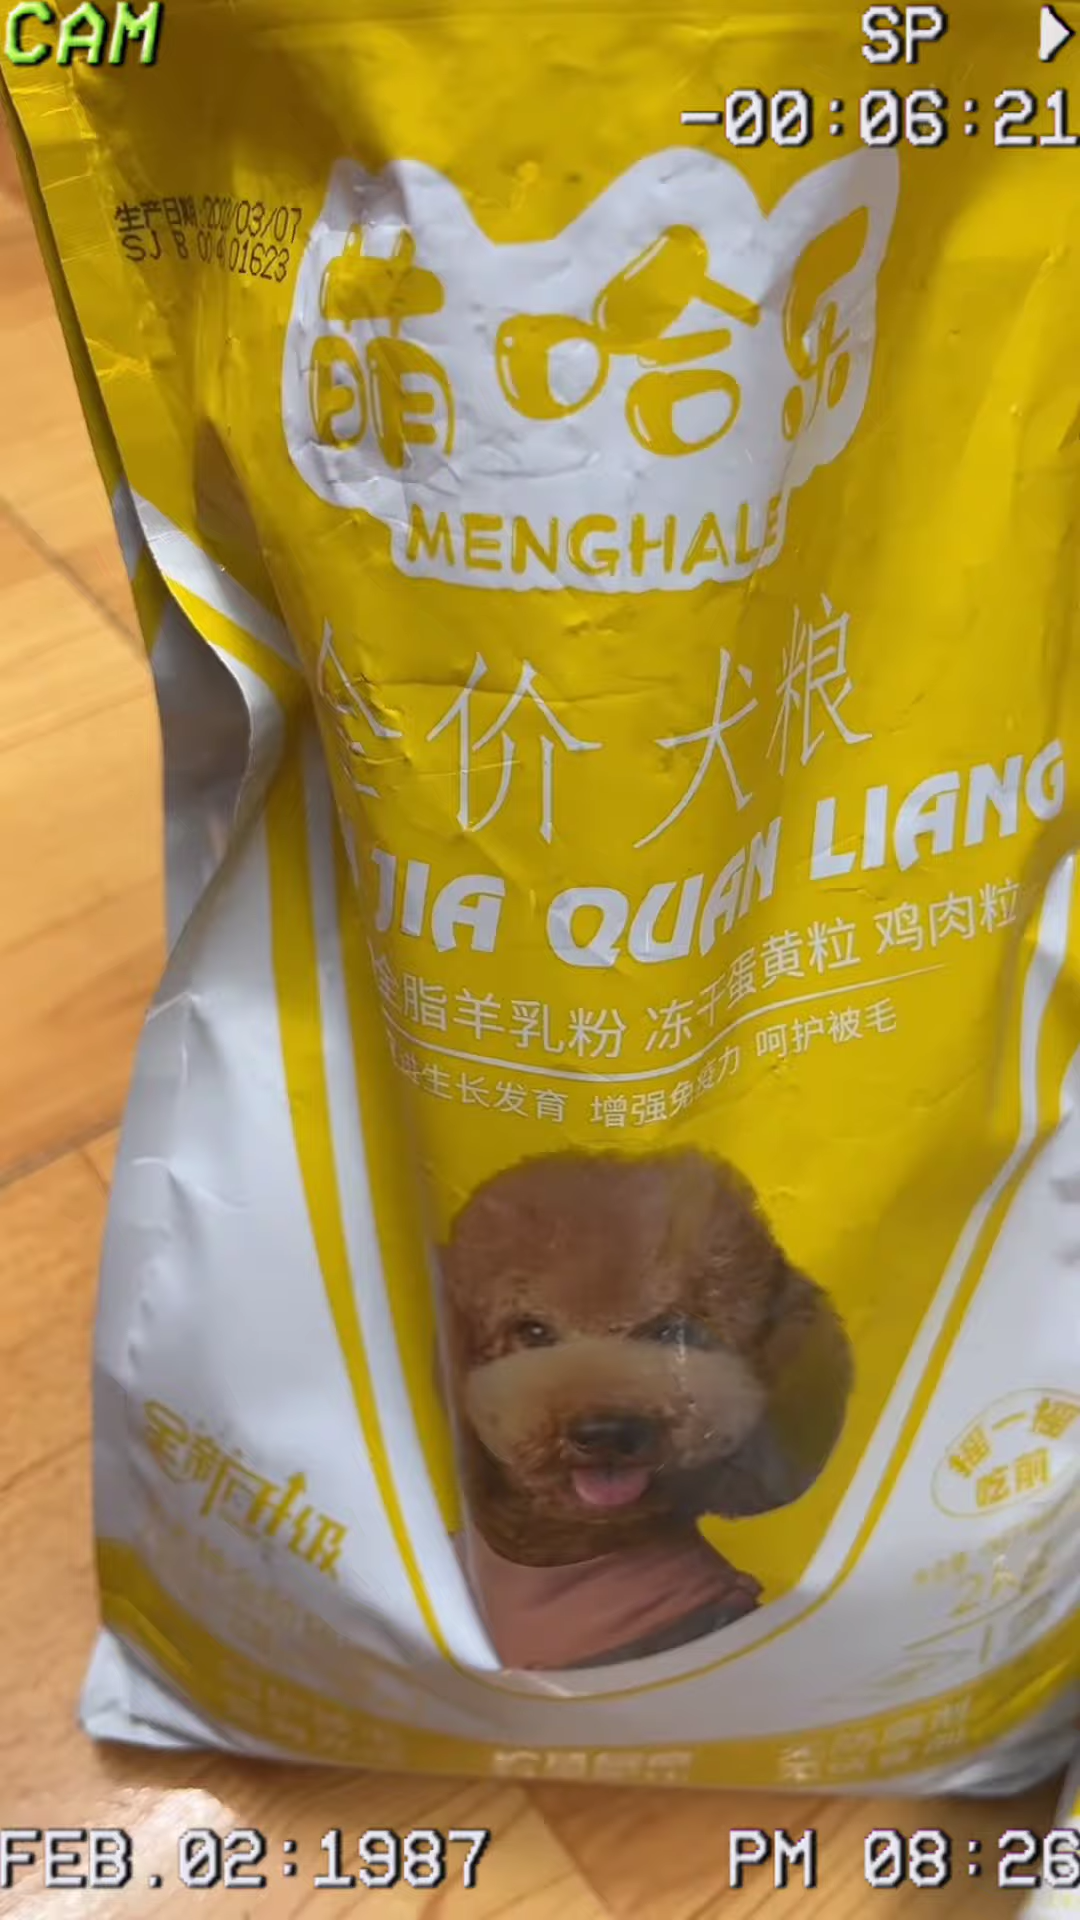 CAM
SP
-00:06:21
生产日期
SJ B
01623
萌哈乐
MENGHALE
全价犬粮
JIA QUAN LIANG
全脂羊乳粉 冻干蛋黄粒 鸡肉粒
生长发育 增强免疫力 呵护被毛
全新升级
摇一摇
吃前
FEB.02:1987
PM 08:26